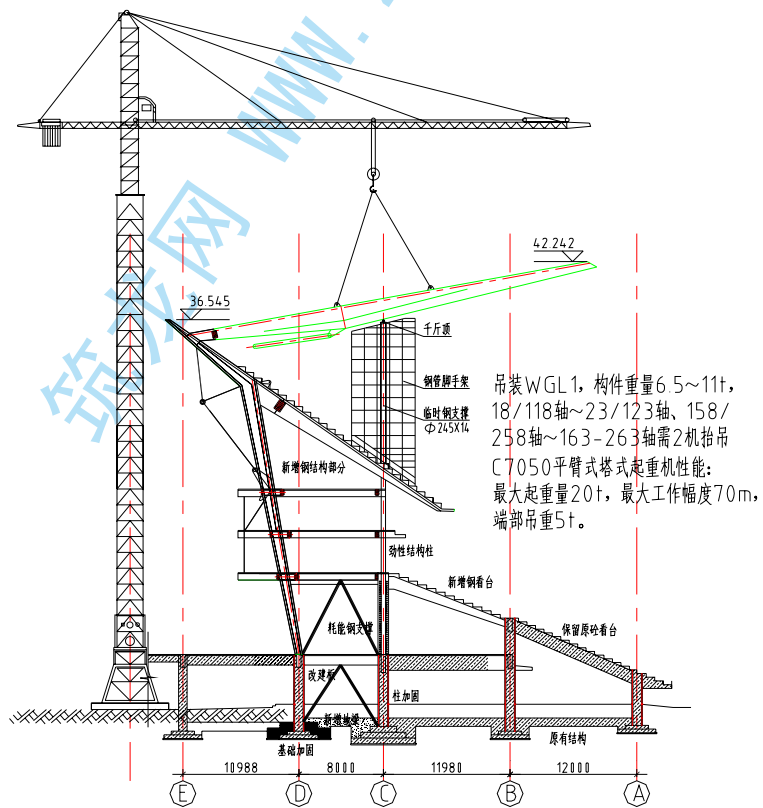 筑龙网 WWW.
42.242
36.545
千斤顶
钢管脚手架
临时钢支撑
Φ245X14
吊装WGL1，构件重量6.5~11t，
18/118轴~23/123轴、158/
258轴~163-263轴需2机抬吊
C7050平臂式塔式起重机性能：
最大起重量20t，最大工作幅度70m，
端部吊重5t。
新增钢结构部分
劲性结构柱
新增钢看台
耗能钢支撑
保留原砼看台
改建板
柱加固
新增地梁
基础加固
原有结构
10988
8000
11980
12000
E
D
C
B
A